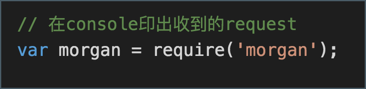 // 在console印出收到的request
var morgan = require('morgan');